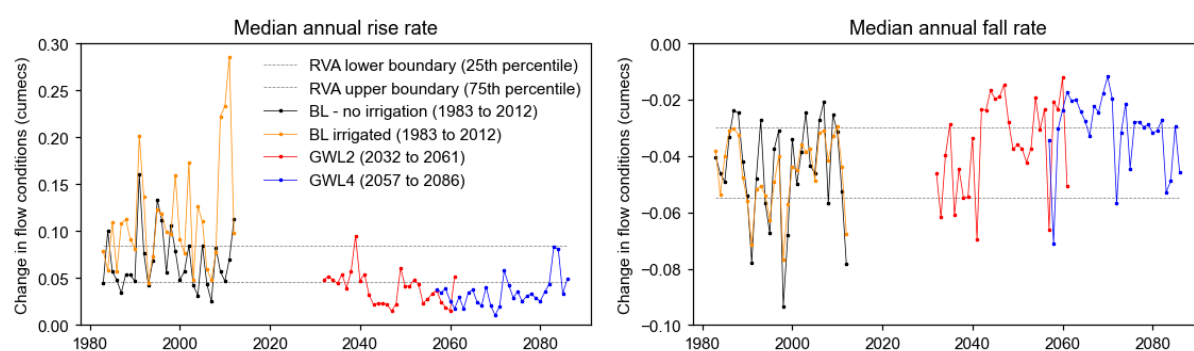 Median annual rise rate
Change in flow conditions (cumecs)
0.30
0.25
0.20
0.15
0.10
0.05
0.00
RVA lower boundary (25th percentile)
RVA upper boundary (75th percentile)
BL - no irrigation (1983 to 2012)
BL irrigated (1983 to 2012)
GWL2 (2032 to 2061)
GWL4 (2057 to 2086)
1980 2000 2020 2040 2060 2080
Median annual fall rate
Change in flow conditions (cumecs)
0.00
−0.02
−0.04
−0.06
−0.08
−0.10
1980 2000 2020 2040 2060 2080